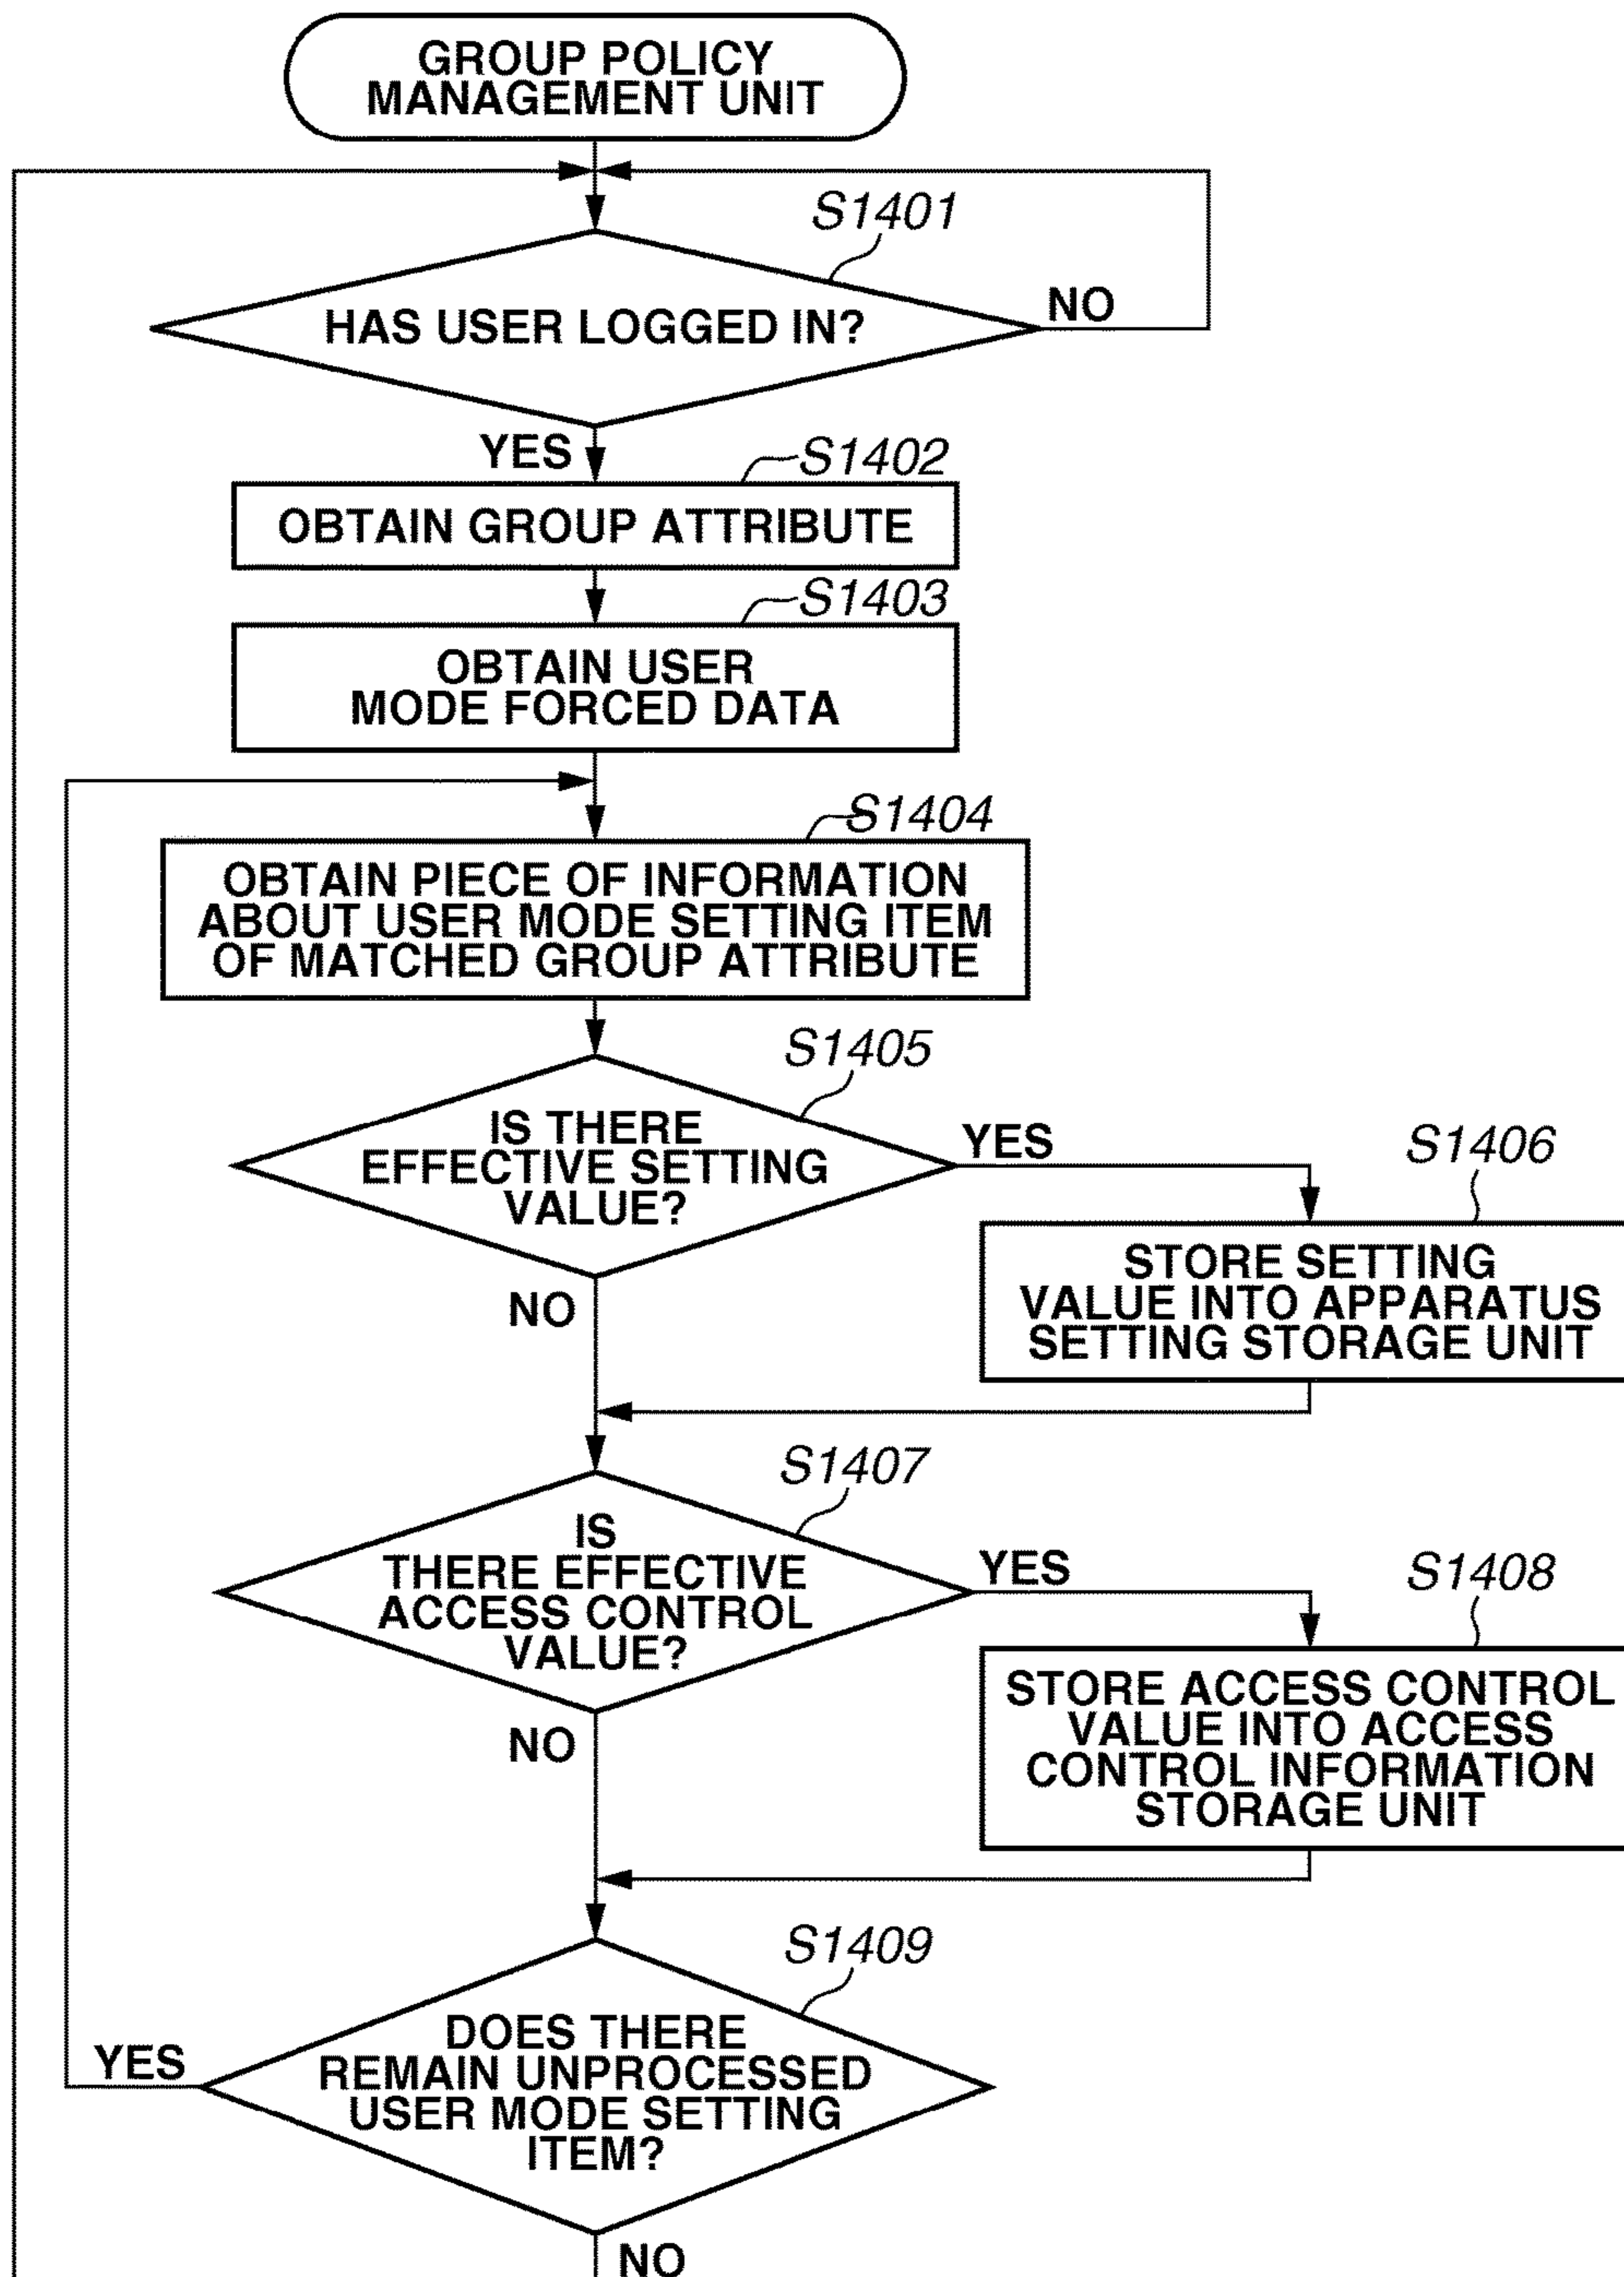 GROUP POLICY
MANAGEMENT UNIT
S1401
HAS USER LOGGED IN?
NO
YES
S1402
OBTAIN GROUP ATTRIBUTE
S1403
OBTAIN USER
MODE FORCED DATA
S1404
OBTAIN PIECE OF INFORMATION
ABOUT USER MODE SETTING ITEM
OF MATCHED GROUP ATTRIBUTE
S1405
IS THERE
EFFECTIVE SETTING
VALUE?
YES
NO
S1406
STORE SETTING
VALUE INTO APPARATUS
SETTING STORAGE UNIT
S1407
IS
THERE EFFECTIVE
ACCESS CONTROL
VALUE?
YES
NO
S1408
STORE ACCESS CONTROL
VALUE INTO ACCESS
CONTROL INFORMATION
STORAGE UNIT
S1409
DOES THERE
REMAIN UNPROCESSED
USER MODE SETTING
ITEM?
YES
NO